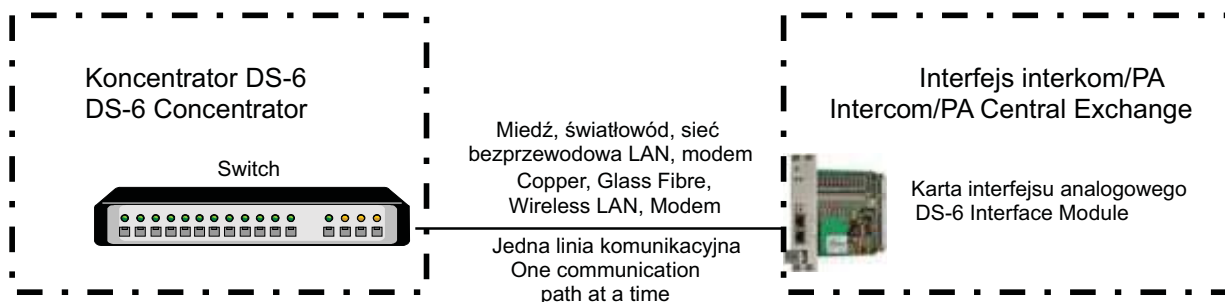 Koncentrator DS-6
DS-6 Concentrator
Switch
Miedź, światłowód, sieć
bezprzewodowa LAN, modem
Copper, Glass Fibre,
Wireless LAN, Modem
Jedna linia komunikacyjna
One communication
path at a time
Interfejs interkom/PA
Intercom/PA Central Exchange
Karta interfejsu analogowego
DS-6 Interface Module